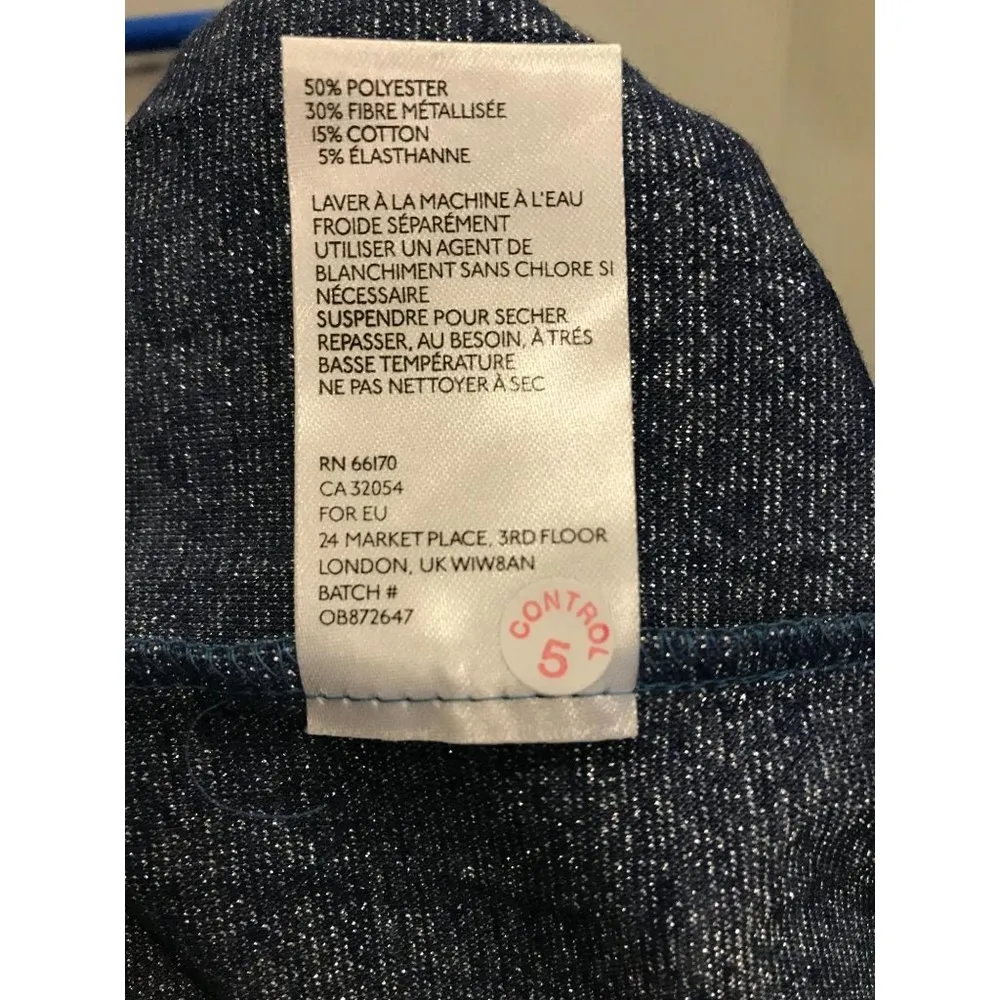 50% POLYESTER
30% FIBRE MÉTALLISÉE
15% COTTON
5% ÉLASTHANNE
LAVER À LA MACHINE À L'EAU
FROIDE SÉPARÉMENT
UTILISER UN AGENT DE
BLANCHIMENT SANS CHLORE SI
NÉCESSAIRE
SUSPENDRE POUR SECHER
REPASSER, AU BESOIN, À TRÉS
BASSE TEMPÉRATURE
NE PAS NETTOYER À SEC
RN 66170
CA 32054
FOR EU
24 MARKET PLACE, 3RD FLOOR
LONDON, UK W1W8AN
BATCH #
OB872647
CONTROL
5